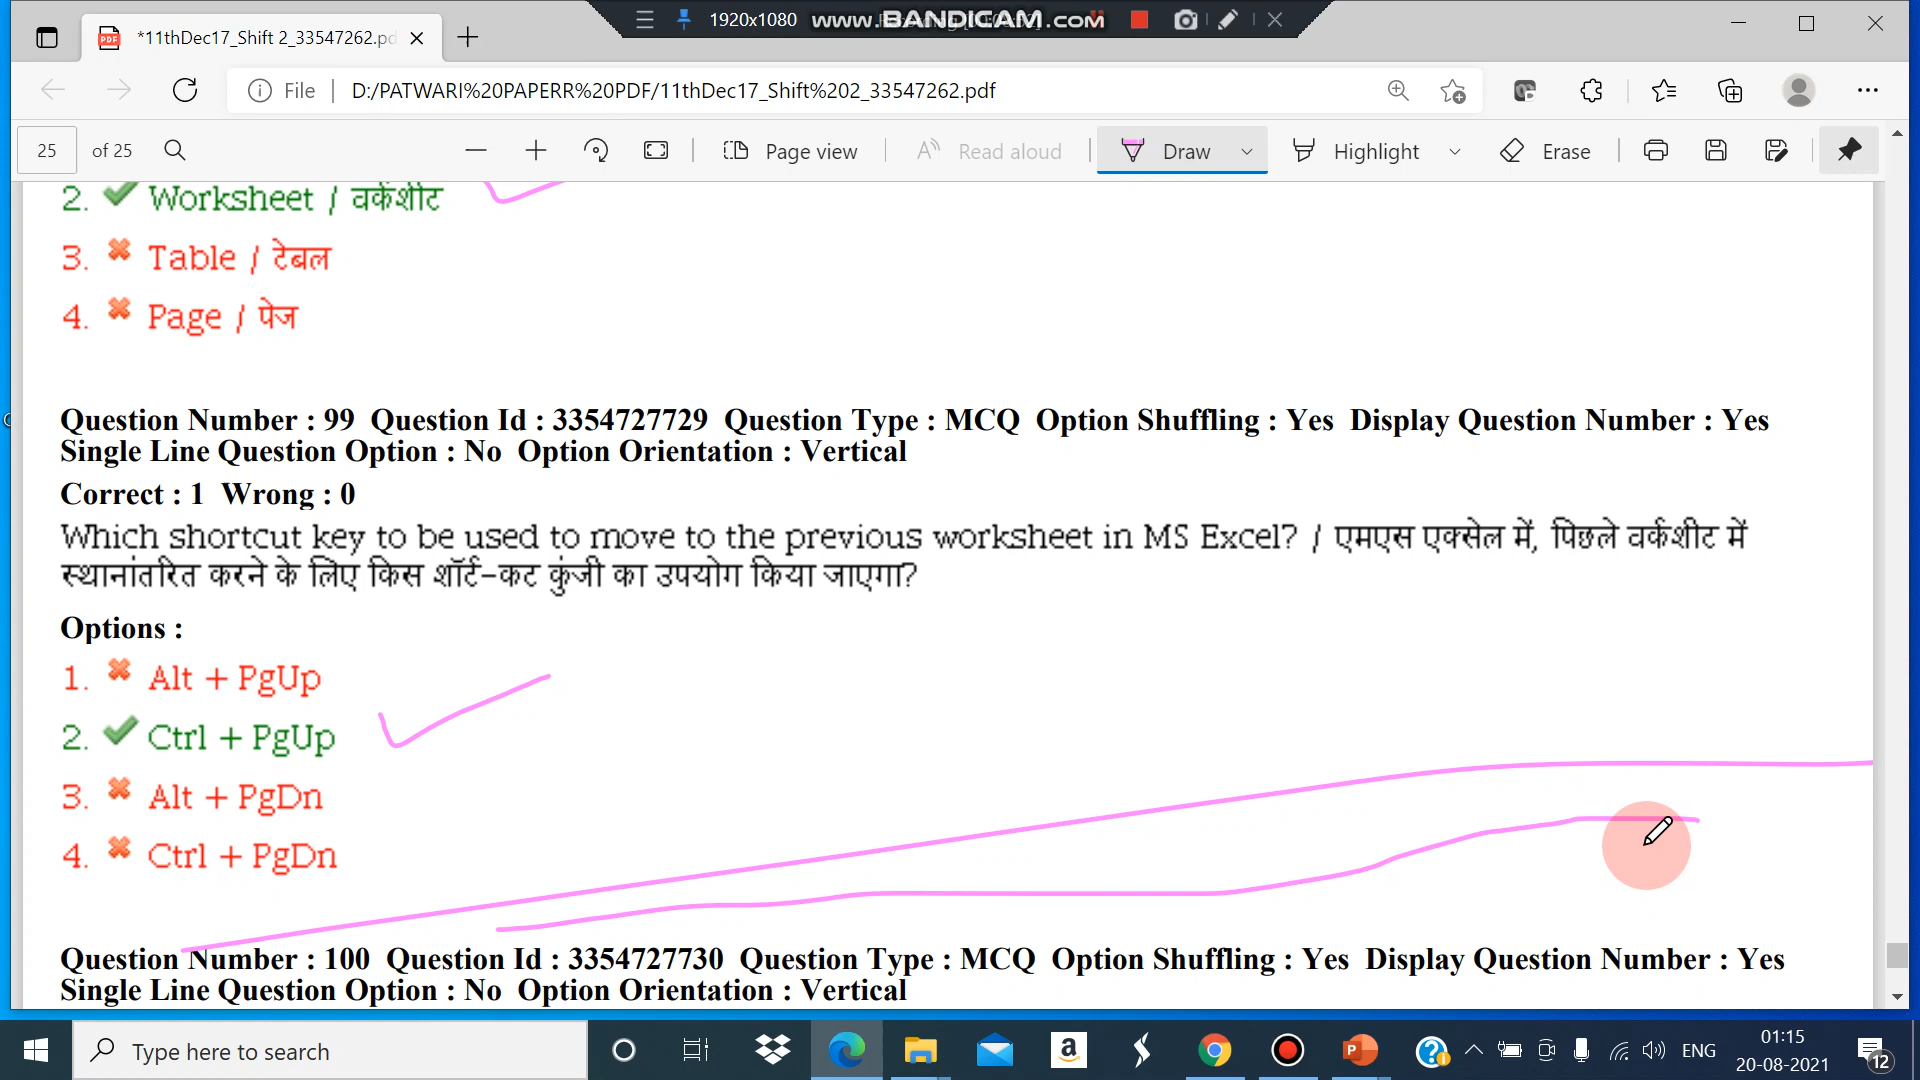 1920x1080 www.BANDICAM.com
*11thDec17_Shift 2_33547262.pd
File D:/PATWARI%20PAPERR%20PDF/11thDec17_Shift%202_33547262.pdf
25 of 25 Page view Read aloud Draw Highlight Erase
2. Worksheet / वर्कशीट
3. Table / टेबल
4. Page / पेज
Question Number : 99 Question Id : 3354727729 Question Type : MCQ Option Shuffling : Yes Display Question Number : Yes
Single Line Question Option : No Option Orientation : Vertical
Correct : 1 Wrong : 0
Which shortcut key to be used to move to the previous worksheet in MS Excel? / एमएस एक्सेल में, पिछले वर्कशीट में
स्थानांतरित करने के लिए किस शॉर्ट-कट कुंजी का उपयोग किया जाएगा?
Options :
1. Alt + PgUp
2. Ctrl + PgUp
3. Alt + PgDn
4. Ctrl + PgDn
Question Number : 100 Question Id : 3354727730 Question Type : MCQ Option Shuffling : Yes Display Question Number : Yes
Single Line Question Option : No Option Orientation : Vertical
Type here to search
ENG
01:15
20-08-2021
12